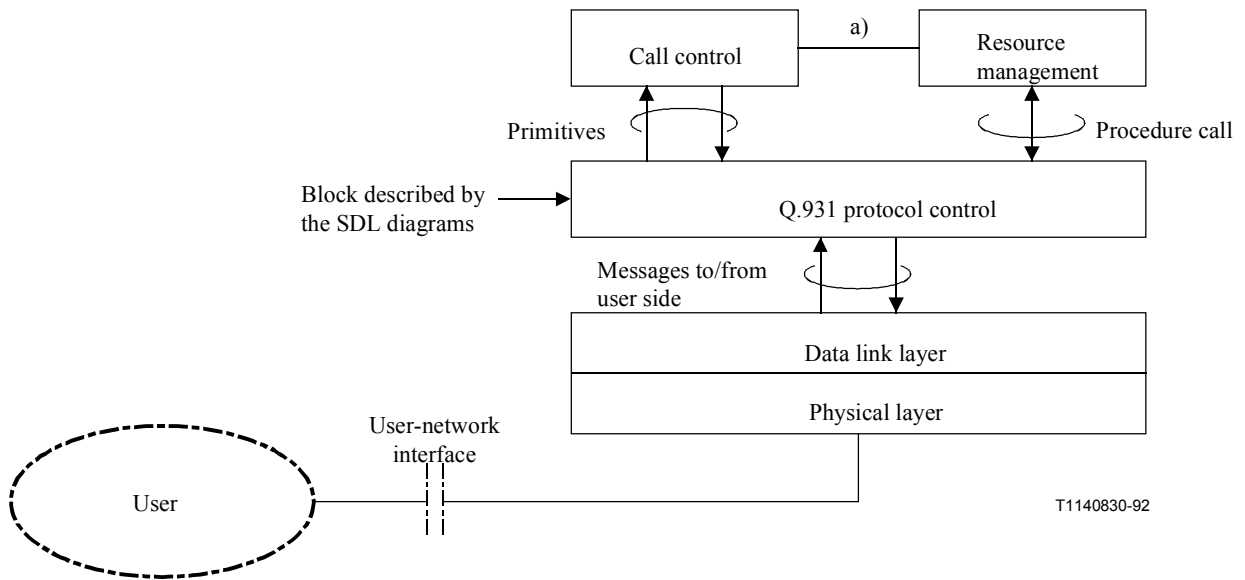 a)
Call control
Resource
management
Primitives
Procedure call
Block described by
the SDL diagrams
Q.931 protocol control
Messages to/from
user side
Data link layer
Physical layer
User-network
interface
User
T1140830-92